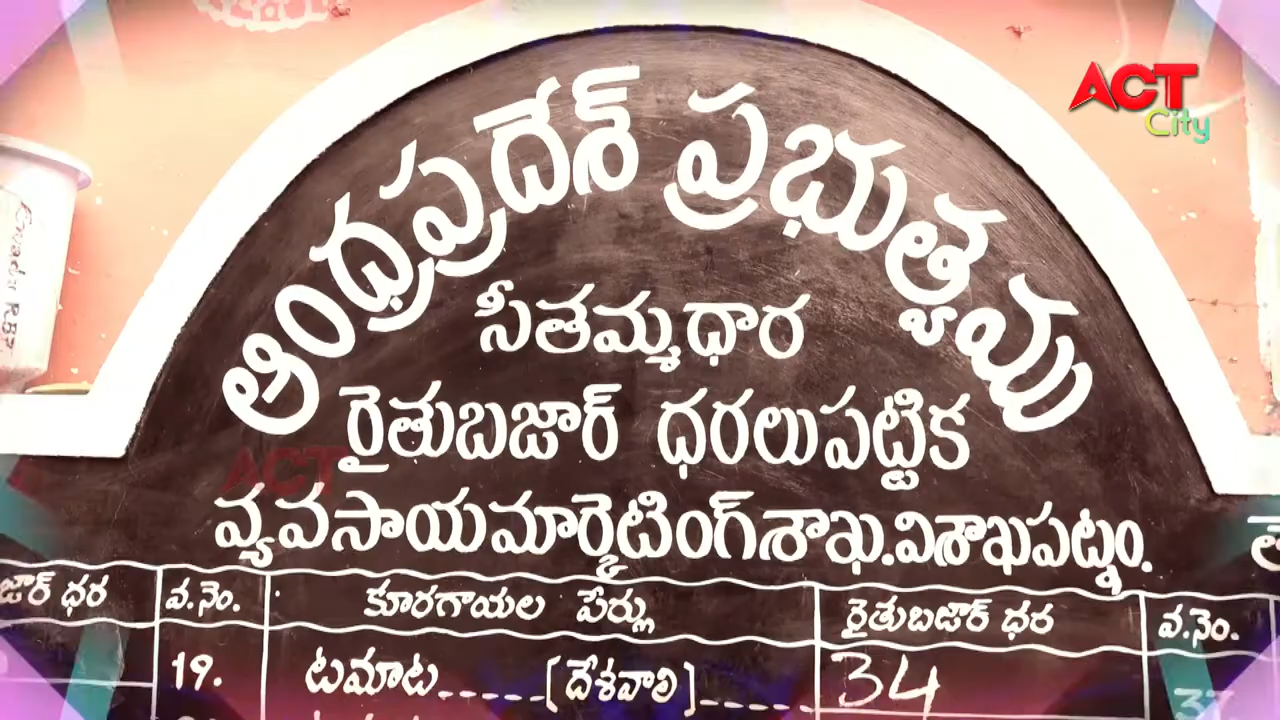 ACT
City
ఆంధ్రప్రదేశ్ ప్రభుత్వము
సీతమ్మధార
రైతుబజార్ ధరలుపట్టిక
వ్యవసాయమార్కెటింగ్శాఖ.విశాఖపట్నం.
జార్ ధర వ.నెం. కూరగాయల పేర్లు రైతుబజార్ ధర వ.నెం.
19. టమాట.....[దేశవాలి]..... 34 37